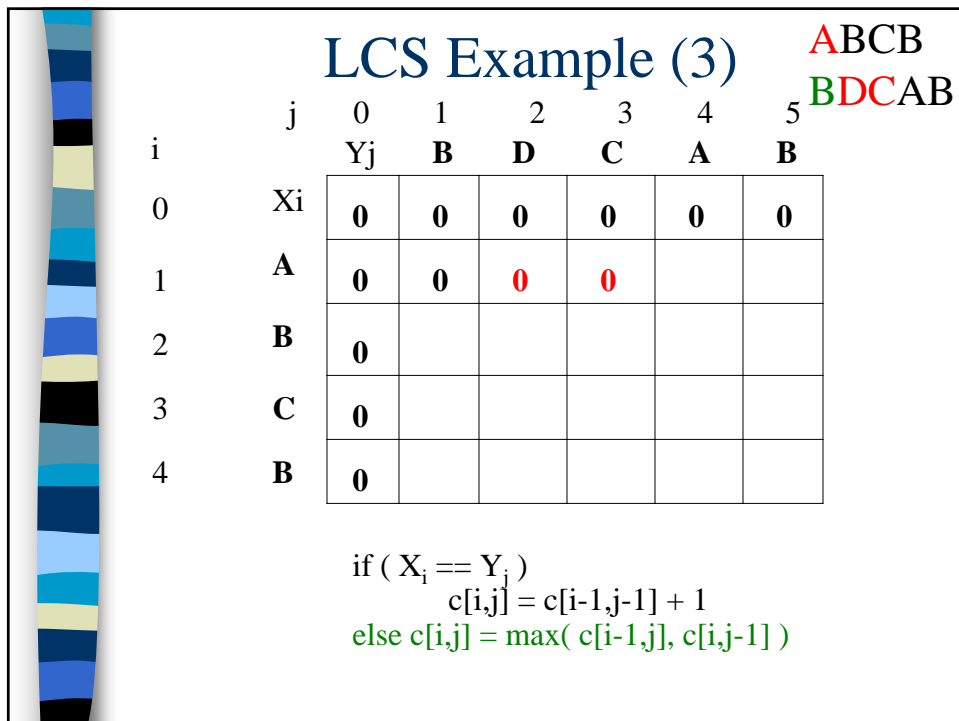 LCS Example (3)
ABCB
BDCAB
j 0 1 2 3 4 5
i Yj B D C A B
0 Xi 0 0 0 0 0 0
1 A 0 0 0 0
2 B 0
3 C 0
4 B 0
if ( Xi == Yj )
c[i,j] = c[i-1,j-1] + 1
else c[i,j] = max( c[i-1,j], c[i,j-1] )